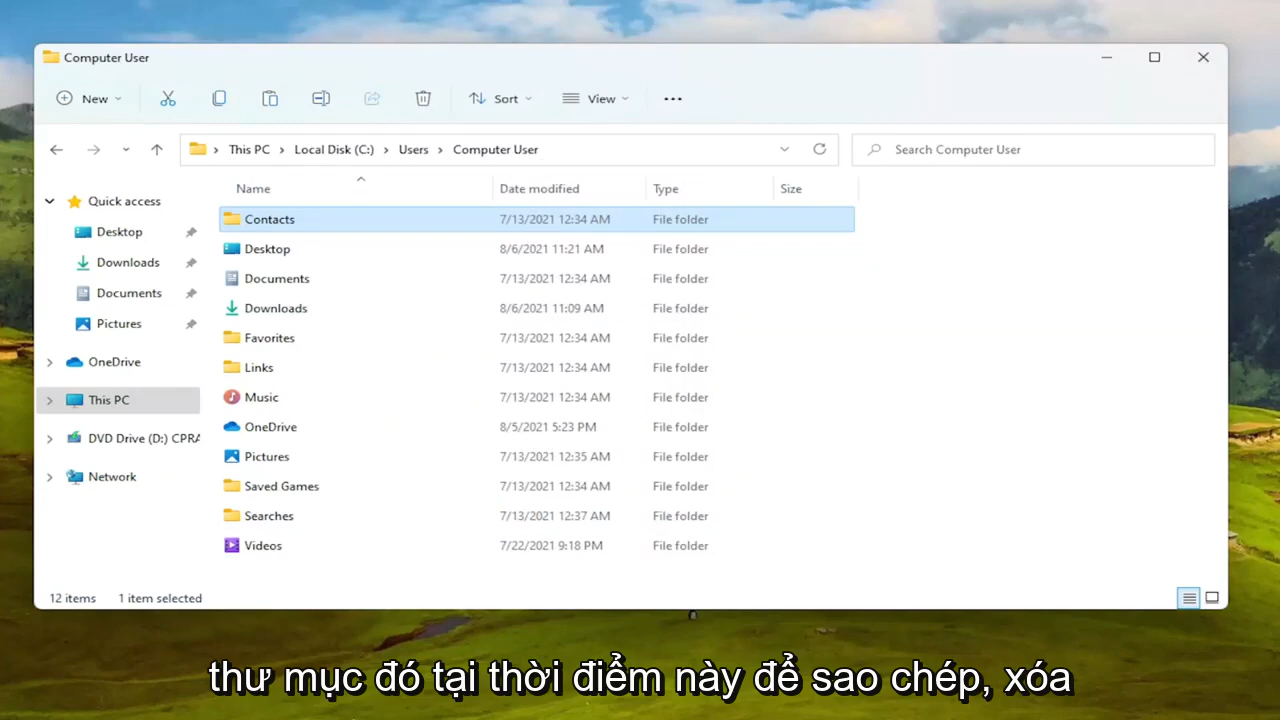 Computer User
New Sort View
This PC Local Disk (C:) Users Computer User
Search Computer User
Name Date modified Type Size
Quick access
Desktop
Downloads
Documents
Pictures
OneDrive
This PC
DVD Drive (D:) CPRA
Network
Contacts 7/13/2021 12:34 AM File folder
Desktop 8/6/2021 11:21 AM File folder
Documents 7/13/2021 12:34 AM File folder
Downloads 8/6/2021 11:09 AM File folder
Favorites 7/13/2021 12:34 AM File folder
Links 7/13/2021 12:34 AM File folder
Music 7/13/2021 12:34 AM File folder
OneDrive 8/5/2021 5:23 PM File folder
Pictures 7/13/2021 12:35 AM File folder
Saved Games 7/13/2021 12:34 AM File folder
Searches 7/13/2021 12:37 AM File folder
Videos 7/22/2021 9:18 PM File folder
12 items 1 item selected
thư mục đó tại thời điểm này để sao chép, xóa